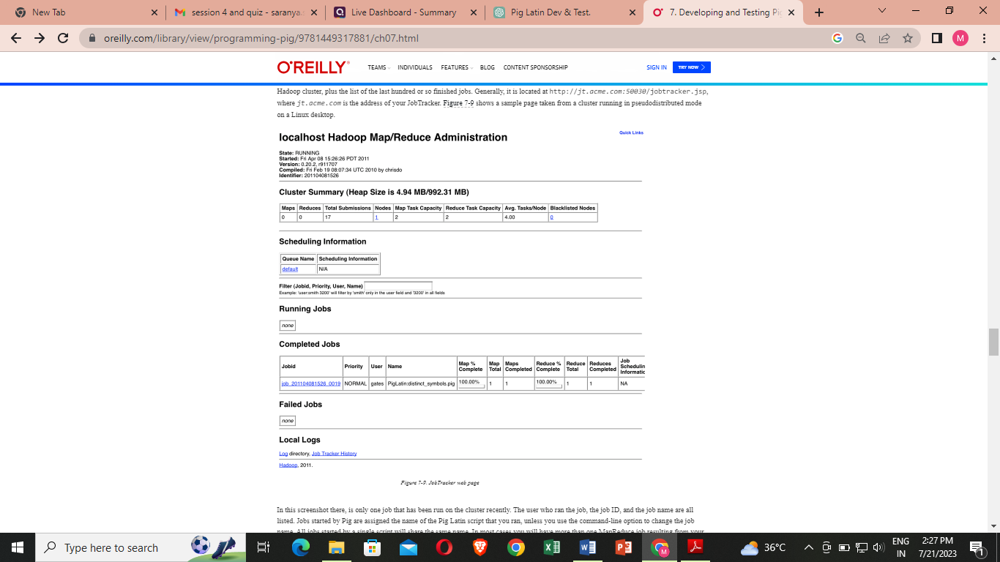 New Tab
session 4 and quiz - saranya.s
Live Dashboard - Summary
Pig Latin Dev & Test.
7. Developing and Testing Pig
oreilly.com/library/view/programming-pig/9781449317881/ch07.html
M
O'REILLY®
TEAMS
INDIVIDUALS
FEATURES
BLOG
CONTENT SPONSORSHIP
SIGN IN
TRY NOW
Hadoop cluster, plus the list of the last hundred or so finished jobs. Generally, it is located at http://jt.acme.com:50030/jobtracker.jsp,
where jt.acme.com is the address of your JobTracker. Figure 7-9 shows a sample page taken from a cluster running in pseudodistributed mode
on a Linux desktop.
localhost Hadoop Map/Reduce Administration
Quick Links
State: RUNNING
Started: Fri Apr 08 15:26:26 PDT 2011
Version: 0.20.2, r911707
Compiled: Fri Feb 19 08:07:34 UTC 2010 by chrisdo
Identifier: 201104081526
Cluster Summary (Heap Size is 4.94 MB/992.31 MB)
Maps Reduces Total Submissions Nodes Map Task Capacity Reduce Task Capacity Avg. Tasks/Node Blacklisted Nodes
0 0 17 1 2 2 4.00 0
Scheduling Information
Queue Name Scheduling Information
default N/A
Filter (Jobid, Priority, User, Name)
Example: 'user:smith 3200' will filter by 'smith' only in the user field and '3200' in all fields
Running Jobs
none
Completed Jobs
Jobid Priority User Name Map % Complete Map Total Maps Completed Reduce % Complete Reduce Total Reduces Completed Job Schedulin Informatic
job_201104081526_0019 NORMAL gates PigLatin:distinct_symbols.pig 100.00% 1 1 100.00% 1 1 NA
Failed Jobs
none
Local Logs
Log directory, Job Tracker History
Hadoop, 2011.
Figure 7-9. JobTracker web page
In this screenshot there, is only one job that has been run on the cluster recently. The user who ran the job, the job ID, and the job name are all
listed. Jobs started by Pig are assigned the name of the Pig Latin script that you ran, unless you use the command-line option to change the job
name. All jobs started by a single script will share the same name. In most cases you will have more than one MapReduce job resulting from your
Type here to search
36°C
ENG
IN
2:27 PM
7/21/2023
1